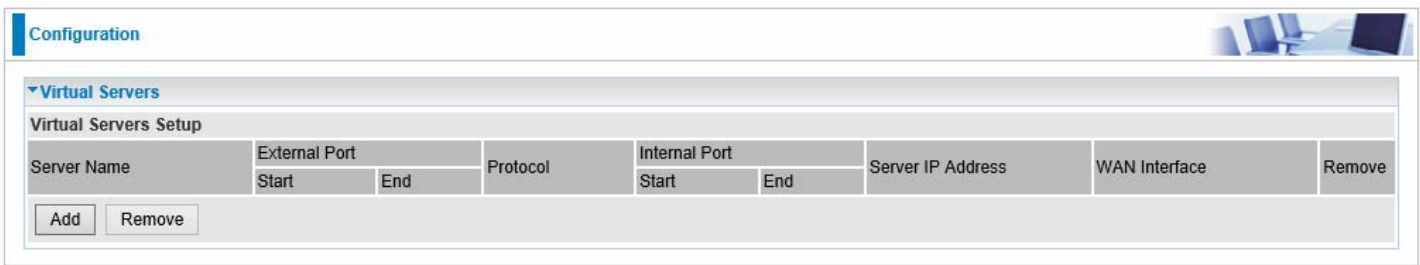 Configuration
Virtual Servers
Virtual Servers Setup
Server Name External Port Protocol Internal Port Server IP Address WAN Interface Remove
Start End Start End
Add Remove